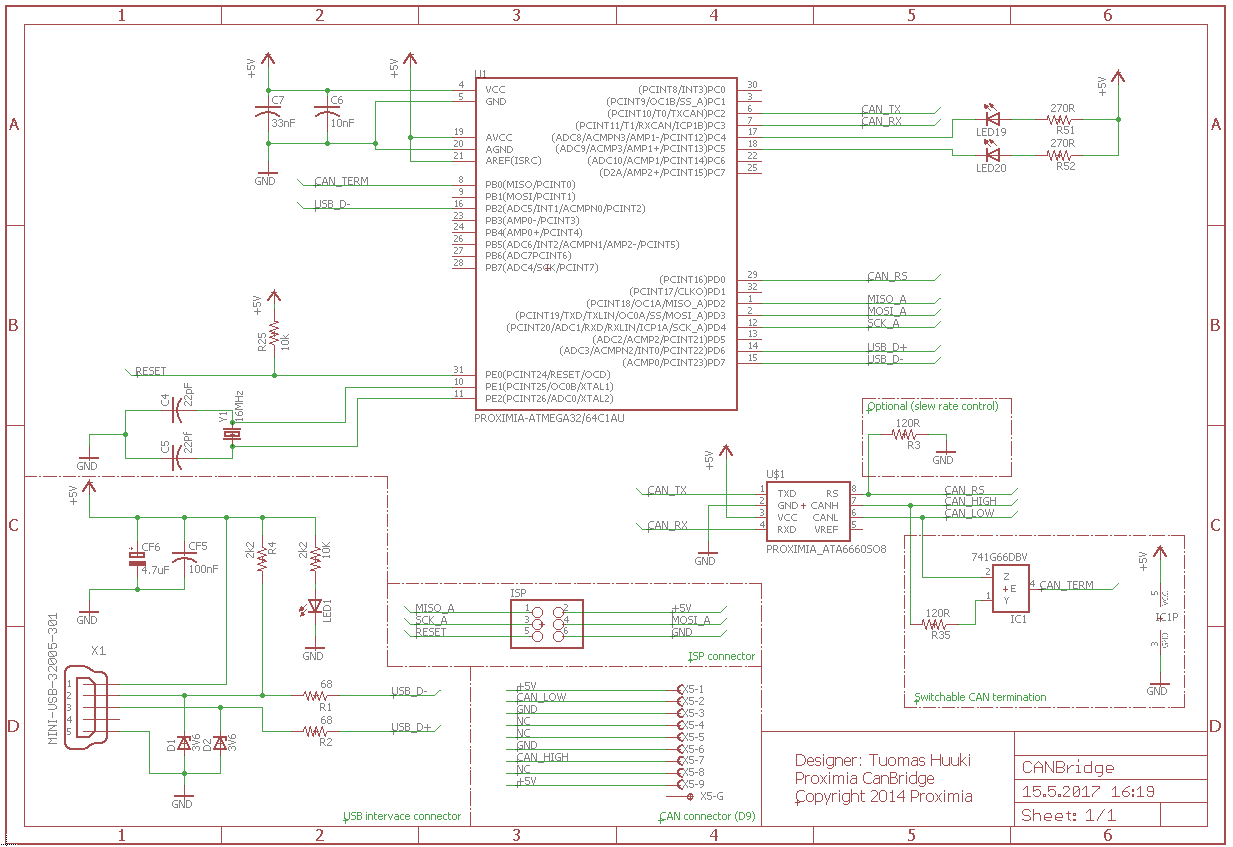 1 2 3 4 5 6
A
B
C
D
A
B
C
D
1 2 3 4 5 6
+5V
C7
33nF
C6
10nF
GND
+5V
U1
4 VCC
5 GND
19 AVCC
20 AGND
21 AREF(ISRC)
CAN_TERM 8 PB0(MISO/PCINT0)
9 PB1(MOSI/PCINT1)
USB_D- 16 PB2(ADC5/INT1/ACMPN0/PCINT2)
23 PB3(AMP0-/PCINT3)
24 PB4(AMP0+/PCINT4)
26 PB5(ADC6/INT2/ACMPN1/AMP2-/PCINT5)
27 PB6(ADC7PCINT6)
28 PB7(ADC4/SCK/PCINT7)
RESET 31 PE0(PCINT24/RESET/OCD)
10 PE1(PCINT25/OC0B/XTAL1)
11 PE2(PCINT26/ADC0/XTAL2)
PROXIMIA-ATMEGA32/64C1AU
(PCINT8/INT3)PC0 30
(PCINT9/OC1B/SS_A)PC1 3
(PCINT10/T0/TXCAN)PC2 6 CAN_TX
(PCINT11/T1/RXCAN/ICP1B)PC3 7 CAN_RX
(ADC8/ACMPN3/AMP1-/PCINT12)PC4 17
(ADC9/ACMP3/AMP1+/PCINT13)PC5 18
(ADC10/ACMP1/PCINT14)PC6 22
(D2A/AMP2+/PCINT15)PC7 25
(PCINT16)PD0 29 CAN_RS
(PCINT17/CLKO)PD1 32
(PCINT18/OC1A/MISO_A)PD2 1 MISO_A
(PCINT19/TXD/TXLIN/OC0A/SS/MOSI_A)PD3 2 MOSI_A
(PCINT20/ADC1/RXD/RXLIN/ICP1A/SCK_A)PD4 12 SCK_A
(ADC2/ACMP2/PCINT21)PD5 13
(ADC3/ACMPN2/INT0/PCINT22)PD6 14 USB_D+
(ACMP0/PCINT23)PD7 15 USB_D-
+5V
LED19
270R
R51
LED20
270R
R52
+5V
R25
10k
C4
22pF
C5
22Pf
Y1
16MHz
GND
Optional (slew rate control)
120R
R3
GND
+5V
U$1
CAN_TX 1 TXD
2 GND
3 VCC
CAN_RX 4 RXD
RS 8 CAN_RS
CANH 7 CAN_HIGH
CANL 6 CAN_LOW
VREF 5
PROXIMIA_ATA6660SO8
GND
741G66DBV
2 Z
E 4 CAN_TERM
1 Y
IC1
120R
R35
+5V
5 VCC
IC1P
3 GND
GND
Switchable CAN termination
+5V
CF6
4.7uF
CF5
100nF
GND
2k2
R4
2k2
10K
LED1
GND
MINI-USB-32005-301
X1
1
2
3
4
5
68
R1
USB_D-
68
R2
USB_D+
D1
3V6
D2
3V6
GND
USB intervace connector
ISP
MISO_A 1 2 +5V
SCK_A 3 4 MOSI_A
RESET 5 6 GND
ISP connector
+5V X5-1
CAN_LOW X5-2
GND X5-3
NC X5-4
NC X5-5
GND X5-6
CAN_HIGH X5-7
NC X5-8
+5V X5-9
X5-G
CAN connector (D9)
Designer: Tuomas Huuki
Proximia CanBridge
Copyright 2014 Proximia
CANBridge
15.5.2017 16:19
Sheet: 1/1